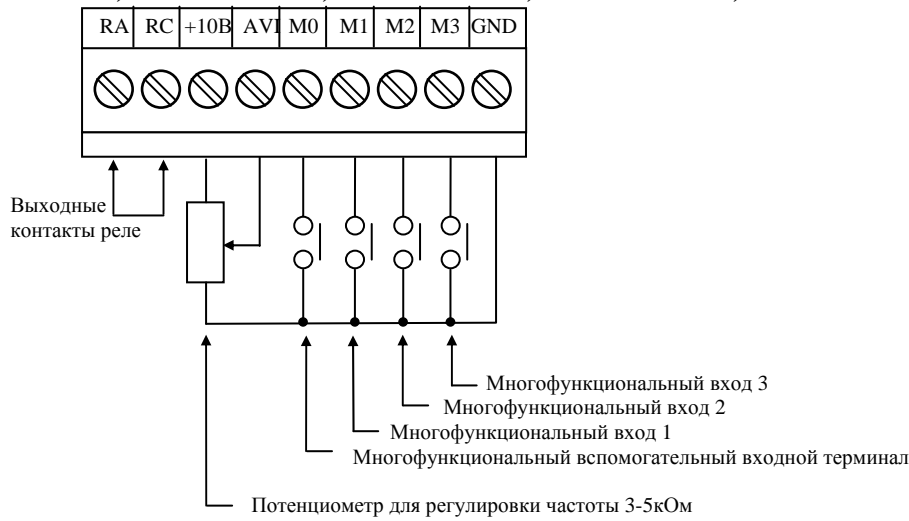 RA RC +10В AVI M0 M1 M2 M3 GND
Выходные
контакты реле
Многофункциональный вход 3
Многофункциональный вход 2
Многофункциональный вход 1
Многофункциональный вспомогательный входной терминал
Потенциометр для регулировки частоты 3-5кОм